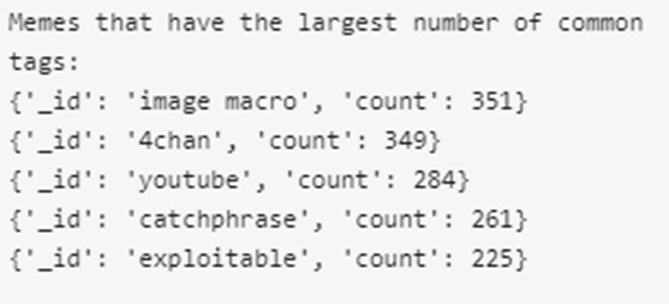 Memes that have the largest number of common
tags:
{'_id': 'image macro', 'count': 351}
{'_id': '4chan', 'count': 349}
{'_id': 'youtube', 'count': 284}
{'_id': 'catchphrase', 'count': 261}
{'_id': 'exploitable', 'count': 225}